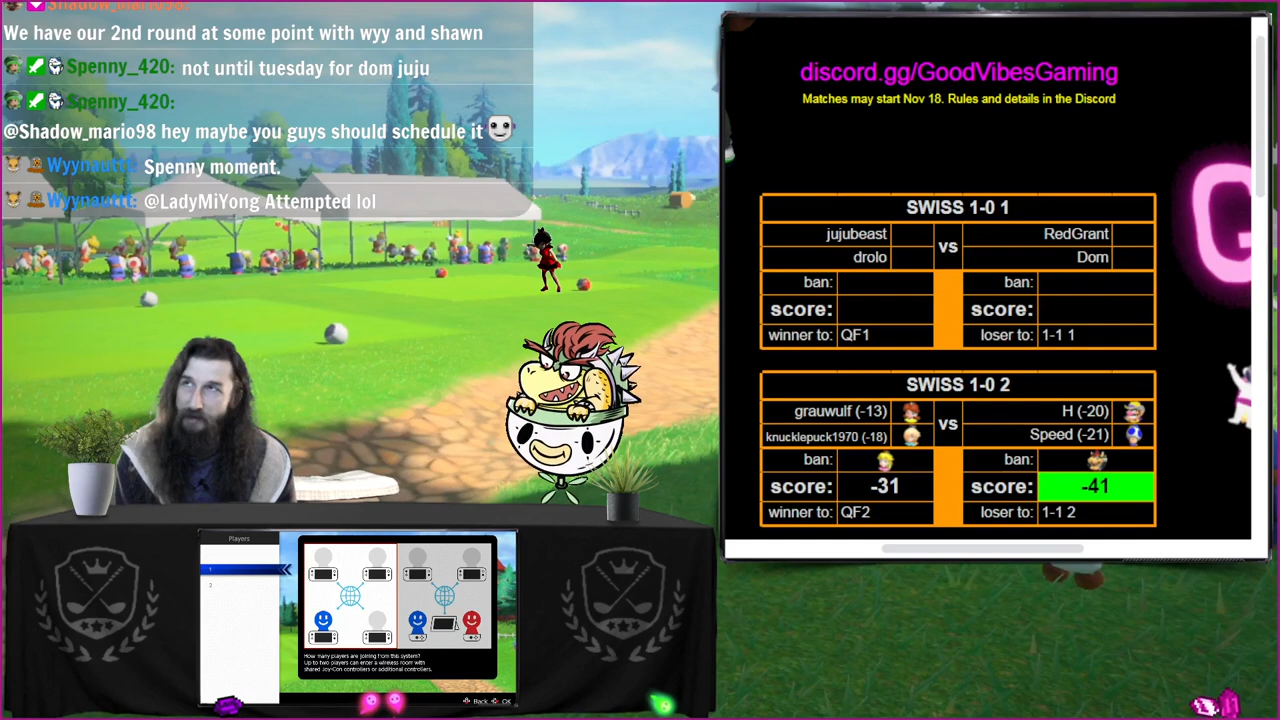 Shadow_mario98:
We have our 2nd round at some point with wyy and shawn
Spenny_420: not until tuesday for dom juju
Spenny_420:
@Shadow_mario98 hey maybe you guys should schedule it
Wyynauttt: Spenny moment.
Wyynauttt: @LadyMiYong Attempted lol
discord.gg/GoodVibesGaming
Matches may start Nov 18. Rules and details in the Discord
SWISS 1-0 1
jujubeast vs RedGrant
drolo Dom
ban: ban:
score: score:
winner to: QF1 loser to: 1-1 1
SWISS 1-0 2
grauwulf (-13) vs H (-20)
knucklepuck1970 (-18) Speed (-21)
ban: ban:
score: -31 score: -41
winner to: QF2 loser to: 1-1 2
G
Players
1
2
How many players are joining from this system?
Up to two players can enter a wireless room with
shared Joy-Con controllers or additional controllers.
Back OK